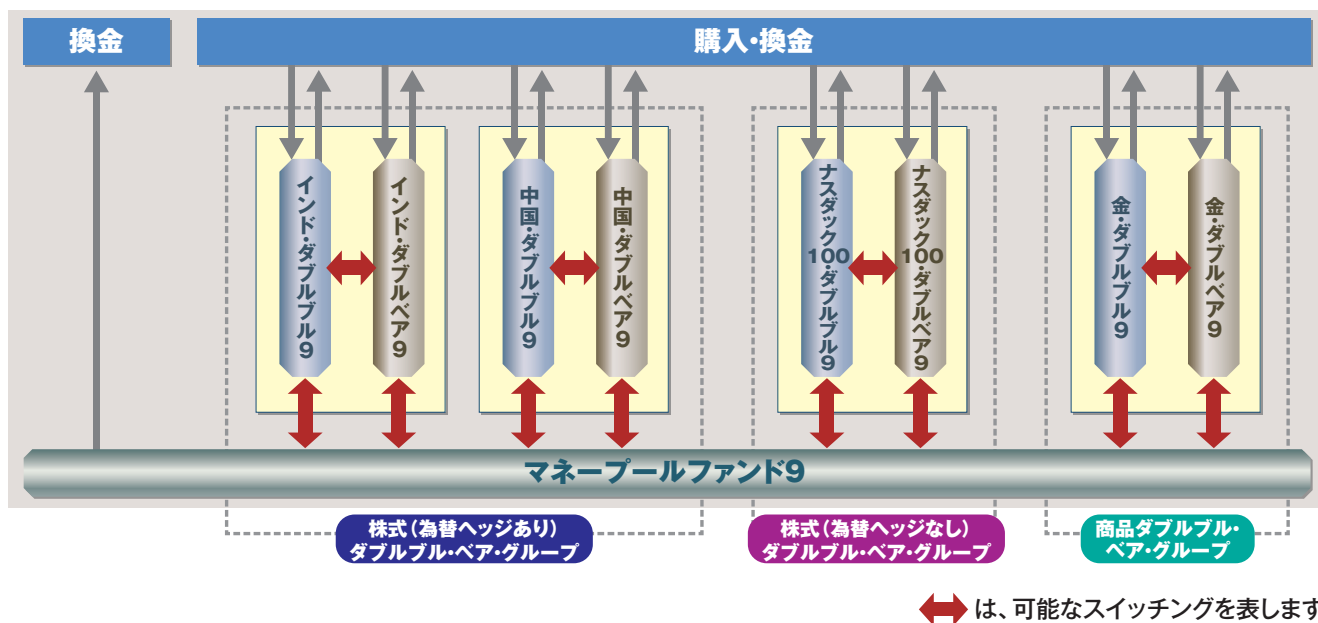 換金
購入・換金
インド・ダブルブル9
インド・ダブルベア9
中国・ダブルブル9
中国・ダブルベア9
ナスダック100・ダブルブル9
ナスダック100・ダブルベア9
金・ダブルブル9
金・ダブルベア9
マネープールファンド9
株式（為替ヘッジあり）
ダブルブル・ベア・グループ
株式（為替ヘッジなし）
ダブルブル・ベア・グループ
商品ダブルブル・
ベア・グループ
は、可能なスイッチングを表します